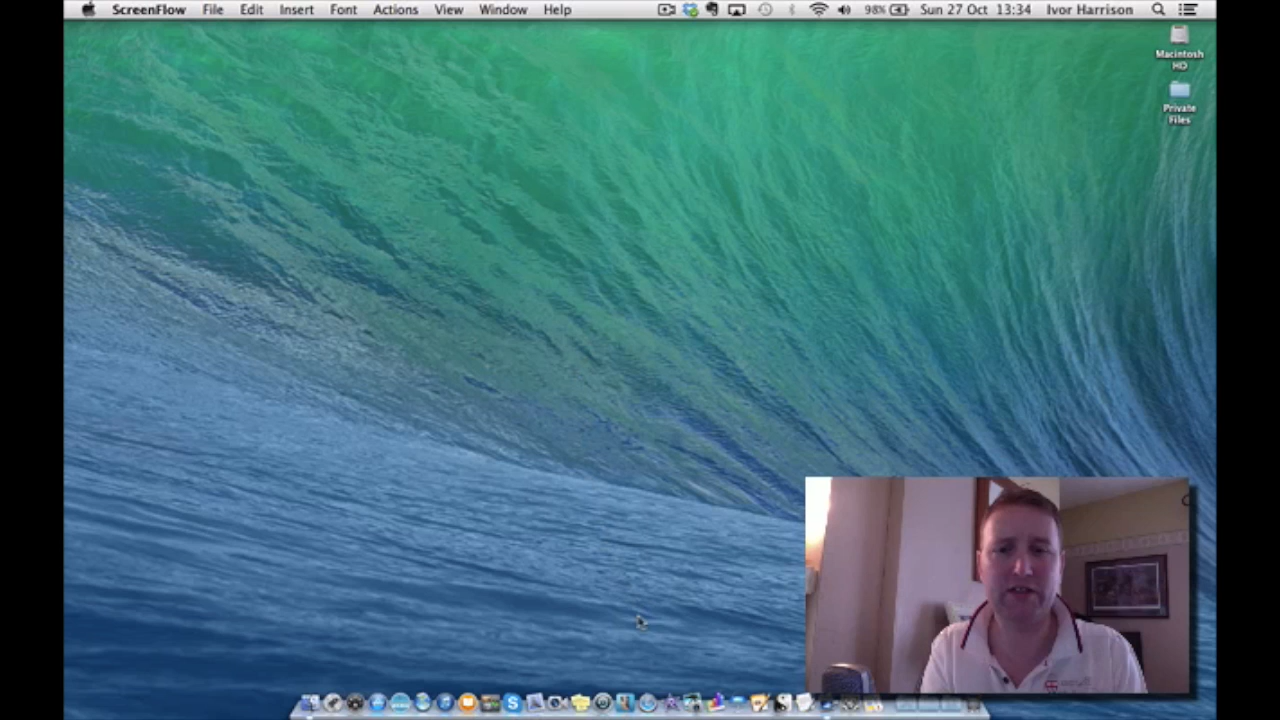 ScreenFlow File Edit Insert Font Actions View Window Help 98% Sun 27 Oct 13:34 Ivor Harrison
Macintosh
HD
Private
Files